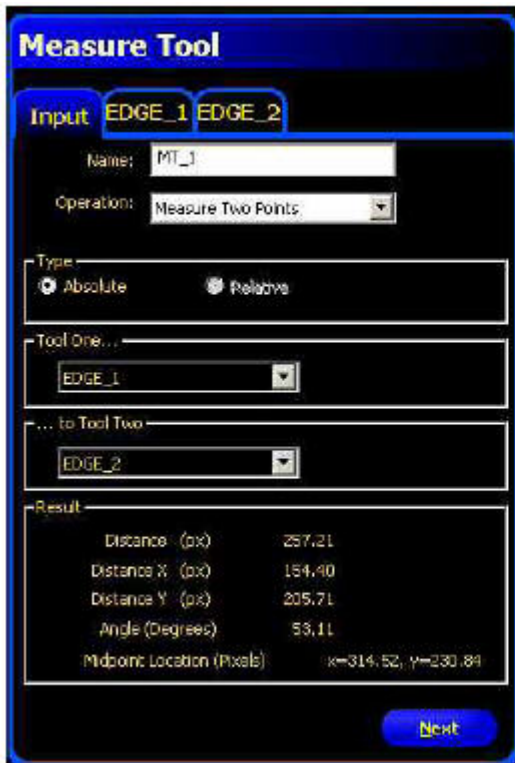 Measure Tool
Input EDGE_1 EDGE_2
Name: MT_1
Operation: Measure Two Points
Type
Absolute Relative
Tool One...
EDGE_1
... to Tool Two
EDGE_2
Result
Distance (px) 257.21
Distance X (px) 154.40
Distance Y (px) 205.71
Angle (Degrees) 53.11
Midpoint Location (Pixels) x=314.52, y=230.84
Next